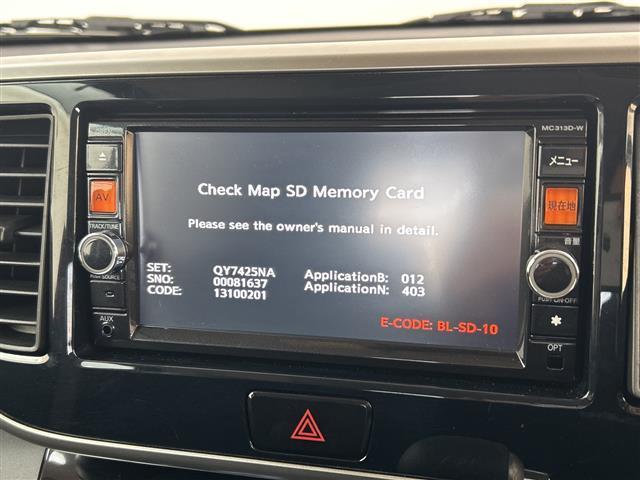 MC313D-W
メニュー
AV
現在地
TRACK/TUNE
音量
Check Map SD Memory Card
Please see the owner's manual in detail.
SET: QY7425NA ApplicationB: 012
SNO: 00081637 ApplicationN: 403
CODE: 13100201
E-CODE: BL-SD-10
PUSH ON-OFF
AUX
OPT